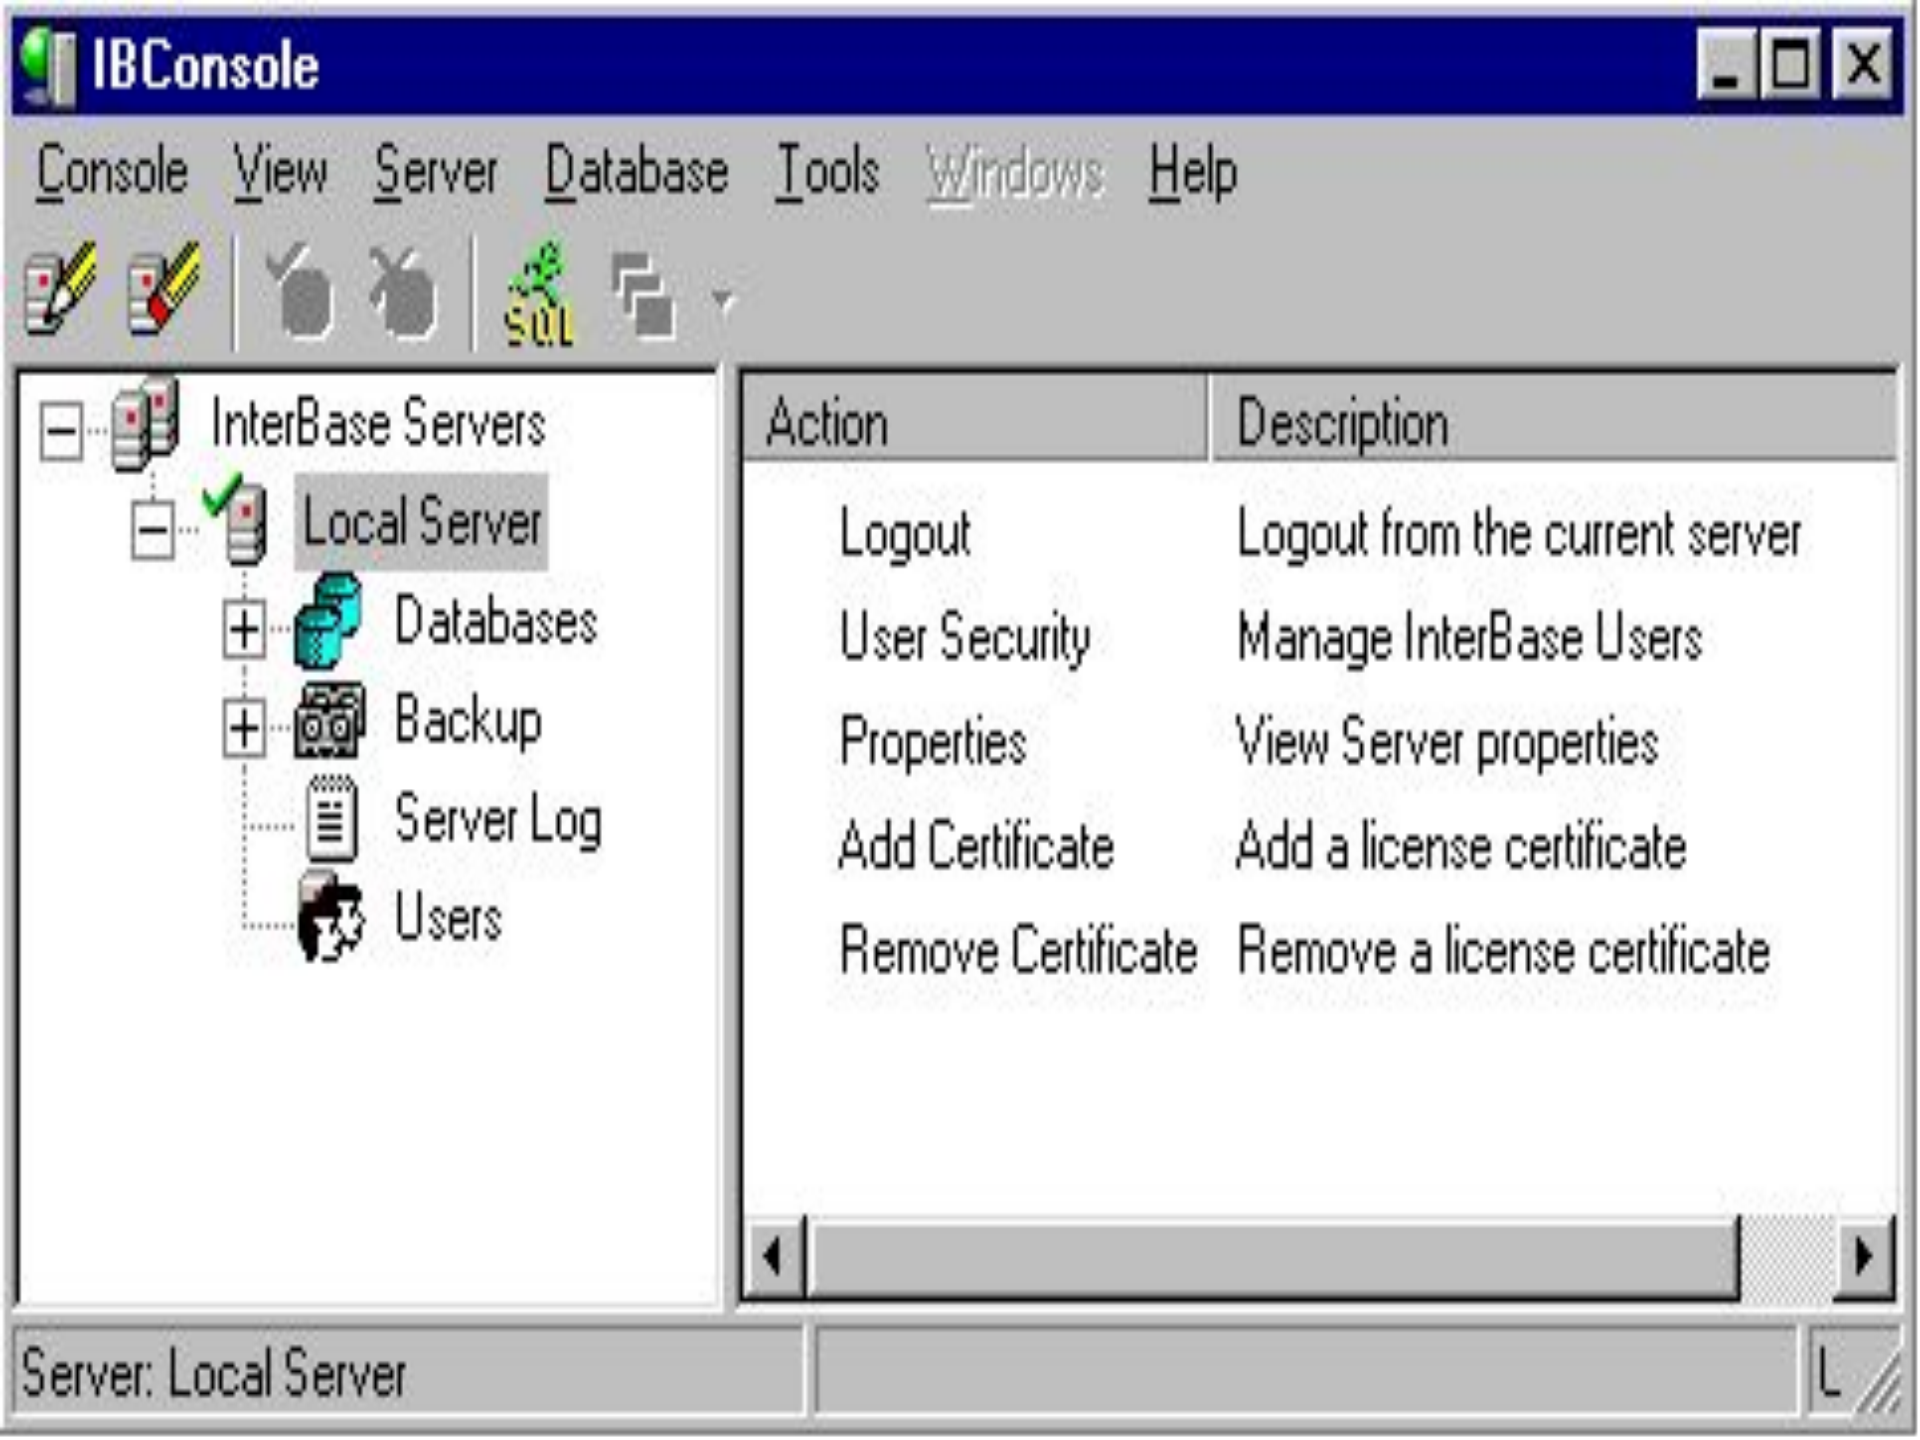 IBConsole
Console View Server Database Tools Windows Help
SQL
InterBase Servers
Local Server
Databases
Backup
Server Log
Users
Action Description
Logout Logout from the current server
User Security Manage InterBase Users
Properties View Server properties
Add Certificate Add a license certificate
Remove Certificate Remove a license certificate
Server: Local Server
L